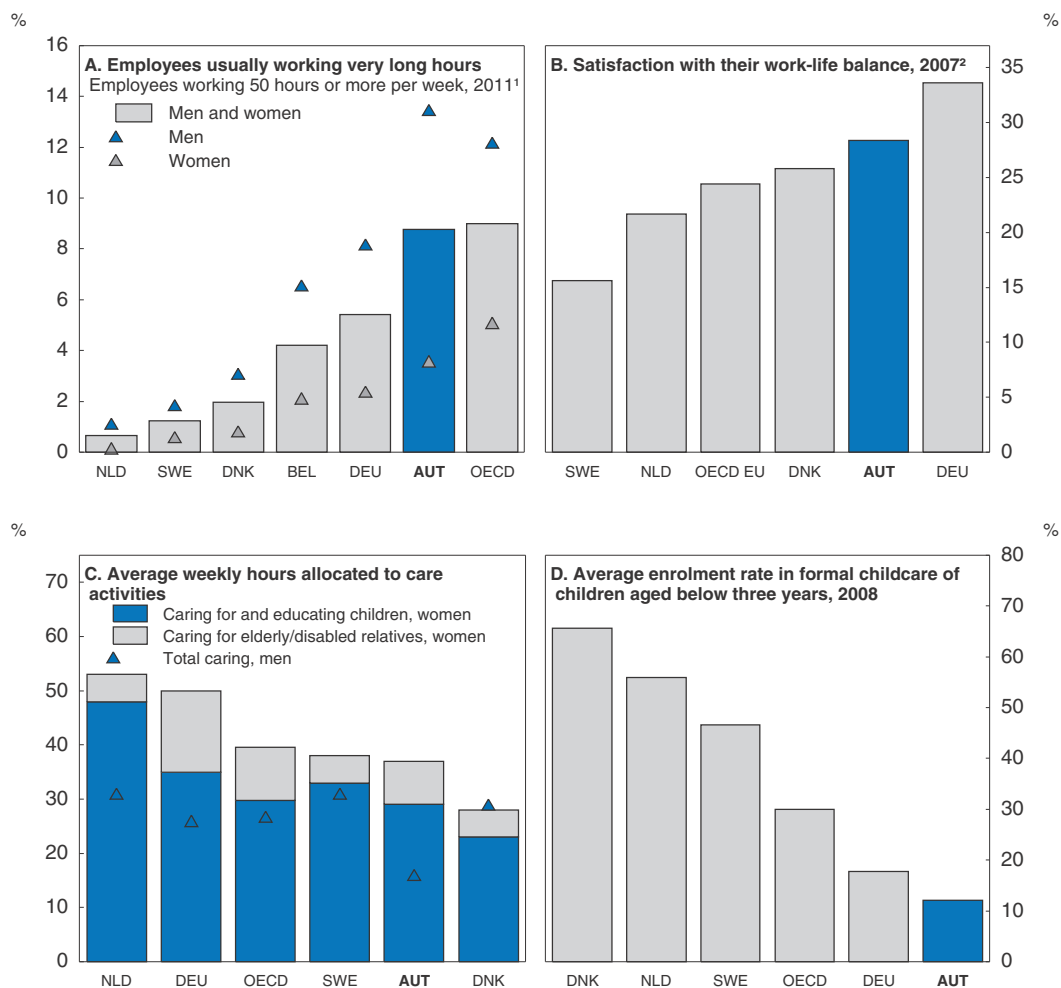 %
%
A. Employees usually working very long hours
Employees working 50 hours or more per week, 2011¹
Men and women
Men
Women
16
14
12
10
8
6
4
2
0
NLD SWE DNK BEL DEU AUT OECD
B. Satisfaction with their work-life balance, 2007²
35
30
25
20
15
10
5
0
SWE NLD OECD EU DNK AUT DEU
%
%
C. Average weekly hours allocated to care
activities
Caring for and educating children, women
Caring for elderly/disabled relatives, women
Total caring, men
70
60
50
40
30
20
10
0
NLD DEU OECD SWE AUT DNK
D. Average enrolment rate in formal childcare of
children aged below three years, 2008
80
70
60
50
40
30
20
10
0
DNK NLD SWE OECD DEU AUT